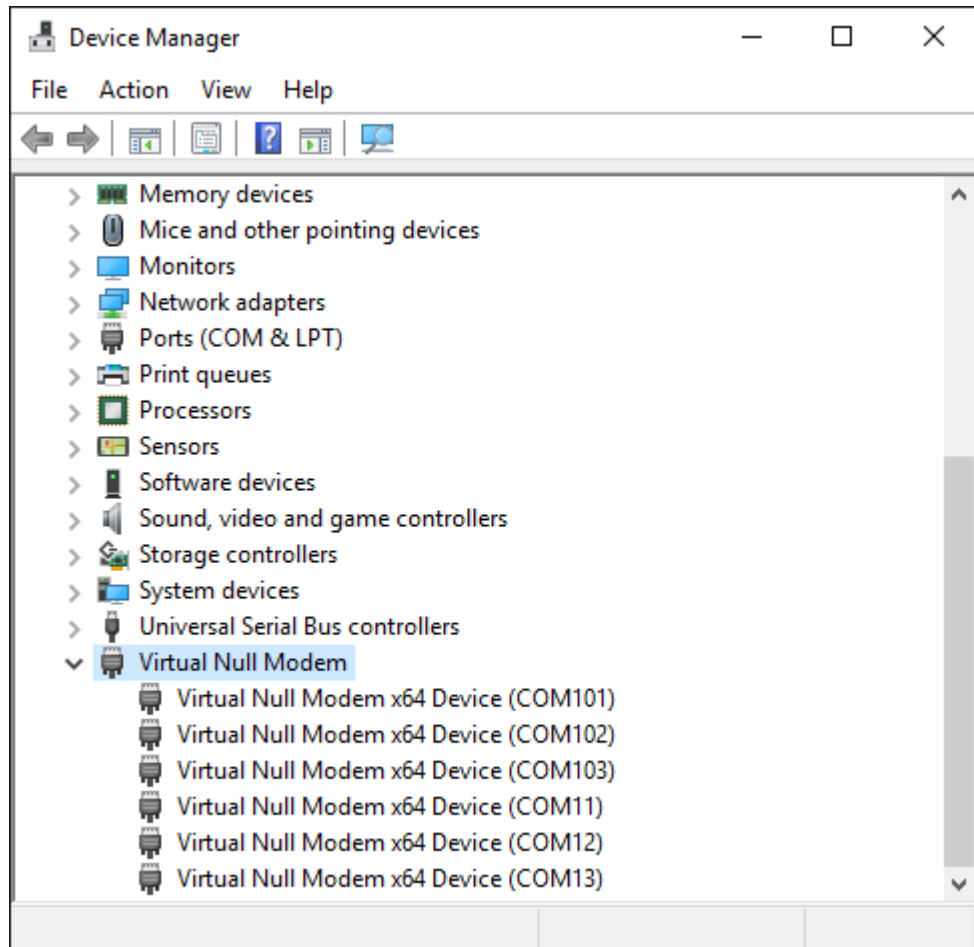 Device Manager
File Action View Help
Memory devices
Mice and other pointing devices
Monitors
Network adapters
Ports (COM & LPT)
Print queues
Processors
Sensors
Software devices
Sound, video and game controllers
Storage controllers
System devices
Universal Serial Bus controllers
Virtual Null Modem
Virtual Null Modem x64 Device (COM101)
Virtual Null Modem x64 Device (COM102)
Virtual Null Modem x64 Device (COM103)
Virtual Null Modem x64 Device (COM11)
Virtual Null Modem x64 Device (COM12)
Virtual Null Modem x64 Device (COM13)